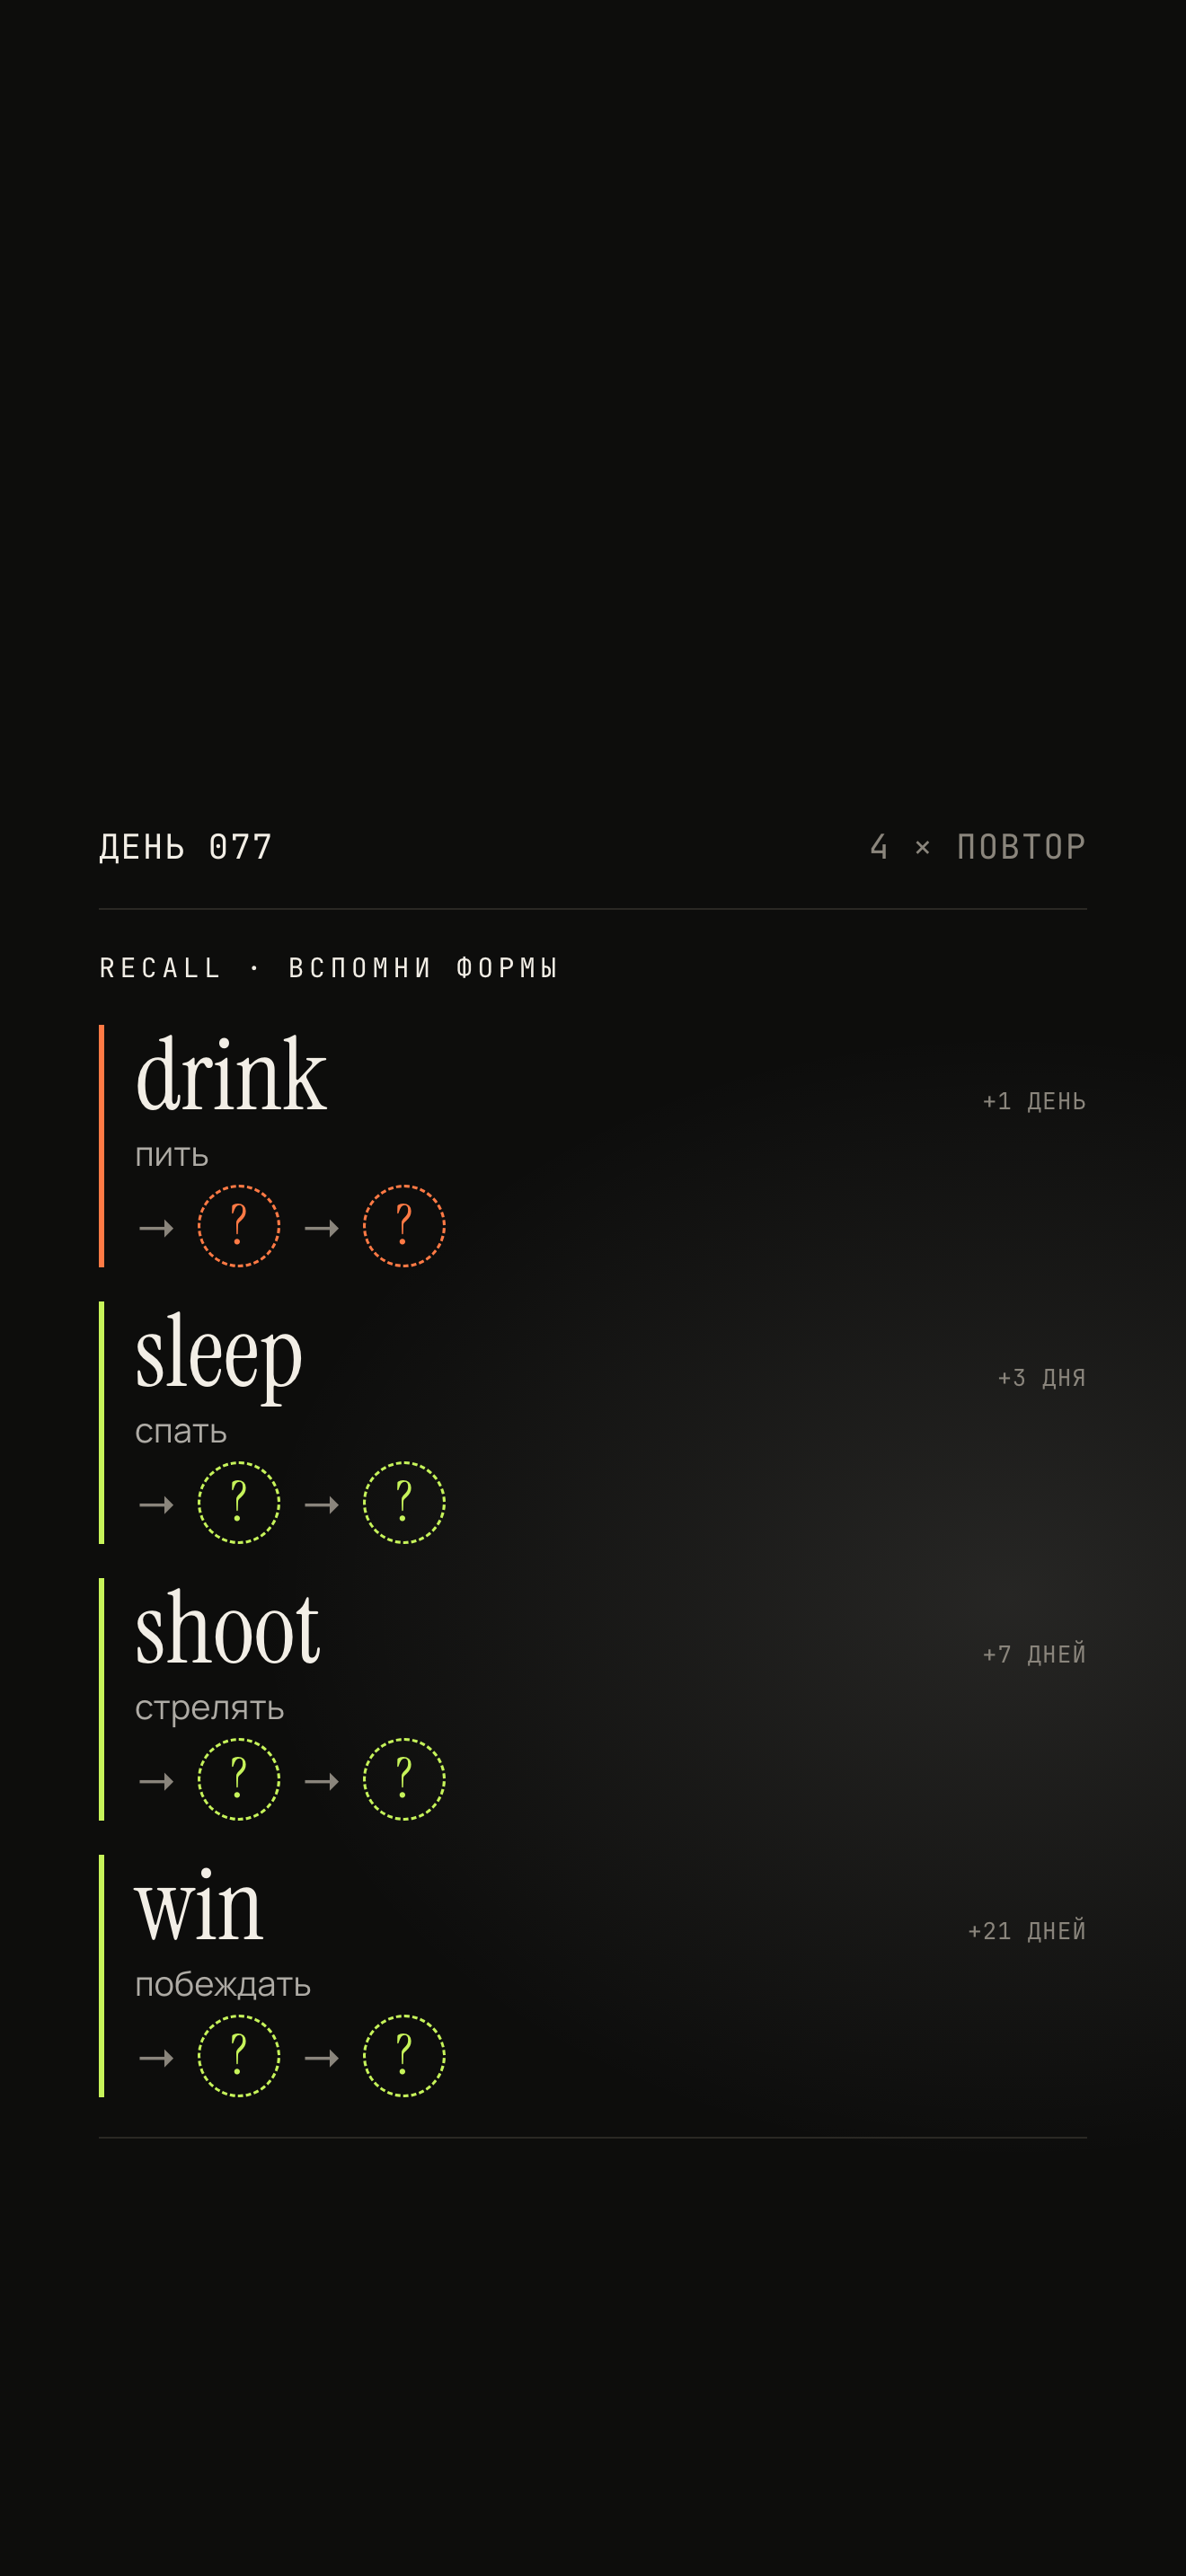 ДЕНЬ 077 4 × ПОВТОР
RECALL · ВСПОМНИ ФОРМЫ
drink
+1 ДЕНЬ
пить
→ ? → ?
sleep
+3 ДНЯ
спать
→ ? → ?
shoot
+7 ДНЕЙ
стрелять
→ ? → ?
win
+21 ДНЕЙ
побеждать
→ ? → ?